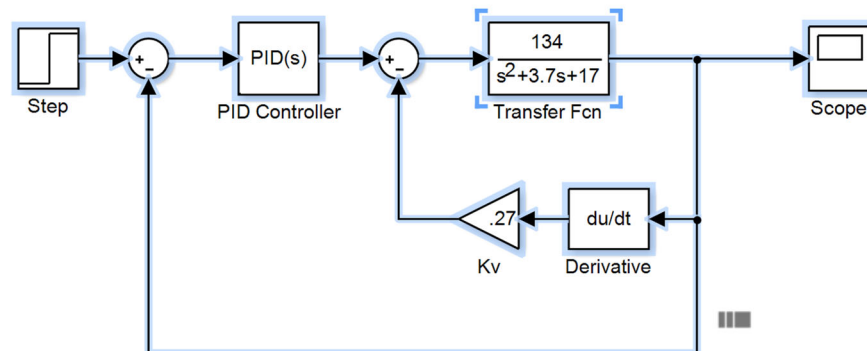 Step
+
−
PID(s)
PID Controller
+
−
134
s²+3.7s+17
Transfer Fcn
Scope
.27
Kv
du/dt
Derivative